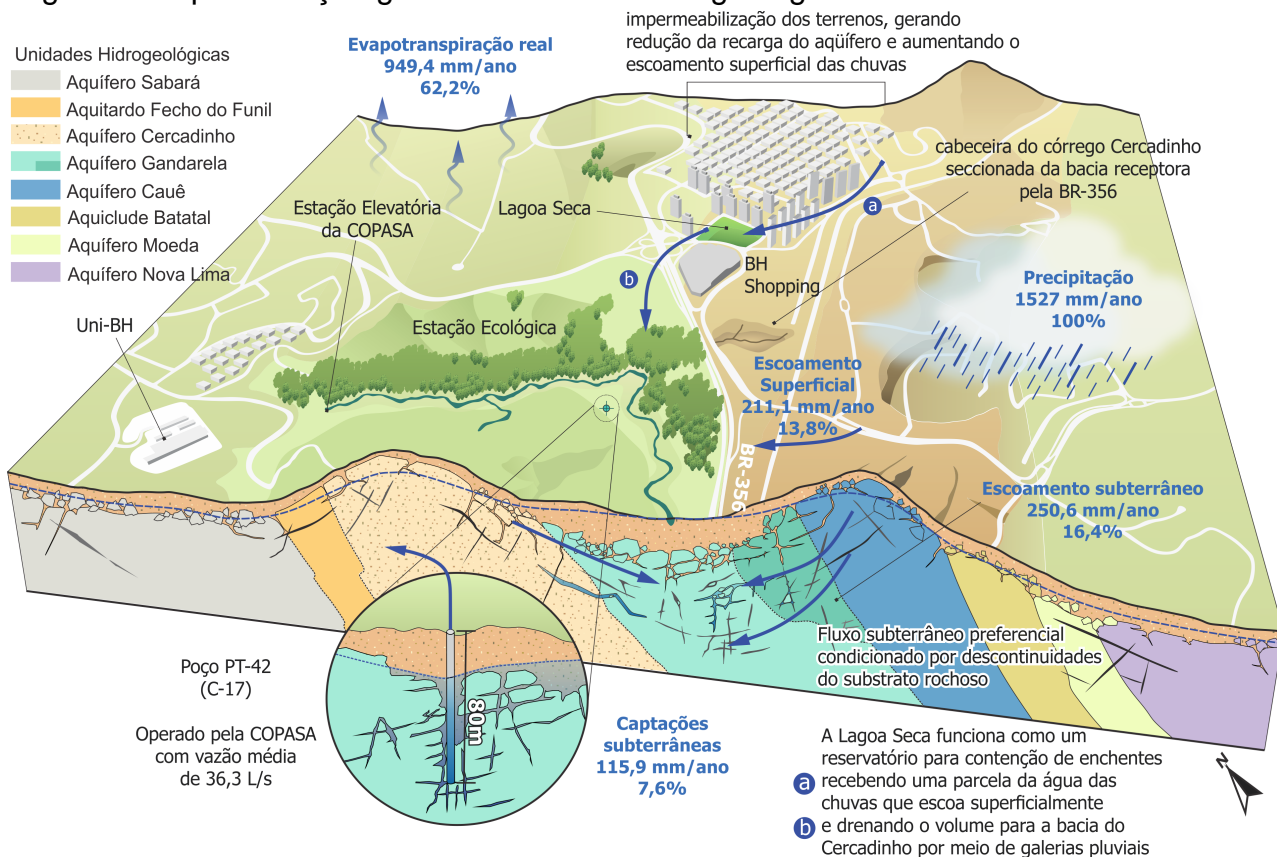 impermeabilização dos terrenos, gerando
redução da recarga do aqüífero e aumentando o
escoamento superficial das chuvas
Unidades Hidrogeológicas
Aquífero Sabará
Aquitardo Fecho do Funil
Aquífero Cercadinho
Aquífero Gandarela
Aquífero Cauê
Aquiclude Batatal
Aquífero Moeda
Aquífero Nova Lima
Evapotranspiração real
949,4 mm/ano
62,2%
cabeceira do córrego Cercadinho
seccionada da bacia receptora
pela BR-356
Estação Elevatória
da COPASA
Lagoa Seca
a
b
BH
Shopping
Precipitação
1527 mm/ano
100%
Uni-BH
Estação Ecológica
Escoamento
Superficial
211,1 mm/ano
13,8%
BR-356
Escoamento subterrâneo
250,6 mm/ano
16,4%
Fluxo subterrâneo preferencial
condicionado por descontinuidades
do substrato rochoso
Poço PT-42
(C-17)
Operado pela COPASA
com vazão média
de 36,3 L/s
80m
Captações
subterrâneas
115,9 mm/ano
7,6%
A Lagoa Seca funciona como um
reservatório para contenção de enchentes
a recebendo uma parcela da água das
chuvas que escoa superficialmente
b e drenando o volume para a bacia do
Cercadinho por meio de galerias pluviais
N